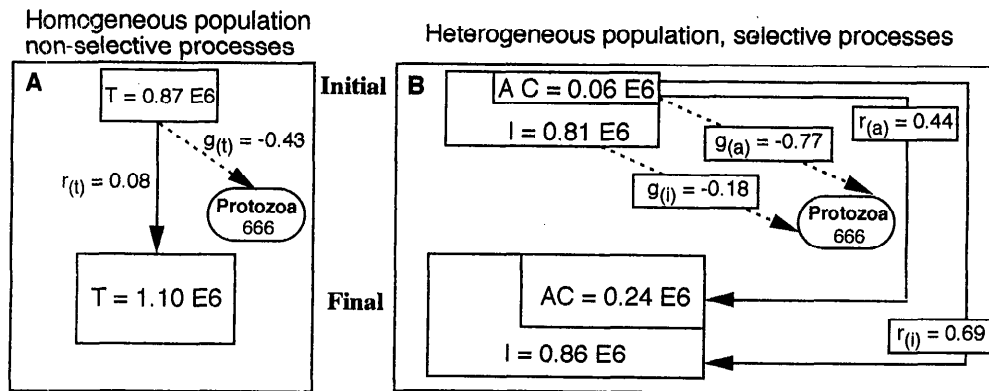 Homogeneous population
non-selective processes
Heterogeneous population, selective processes
A
T = 0.87 E6
g(t) = -0.43
r(t) = 0.08
Protozoa
666
T = 1.10 E6
Initial
Final
B
A C = 0.06 E6
I = 0.81 E6
r(a) = 0.44
g(a) = -0.77
g(i) = -0.18
Protozoa
666
AC = 0.24 E6
I = 0.86 E6
r(i) = 0.69